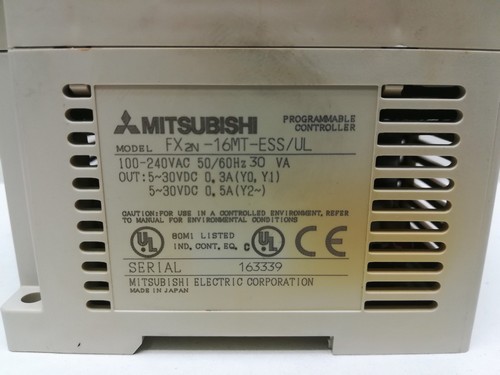 MITSUBISHI PROGRAMMABLE CONTROLLER
MODEL FX2N-16MT-ESS/UL
100-240VAC 50/60Hz 30 VA
OUT:5~30VDC 0.3A(Y0,Y1)
5~30VDC 0.5A(Y2~)
CAUTION:FOR USE IN A CONTROLLED ENVIRONMENT, REFER
TO MANUAL FOR ENVIRONMENTAL CONDITIONS
UL 80M1 LISTED
IND. CONT. EQ. C UL CE
SERIAL 163339
MITSUBISHI ELECTRIC CORPORATION
MADE IN JAPAN